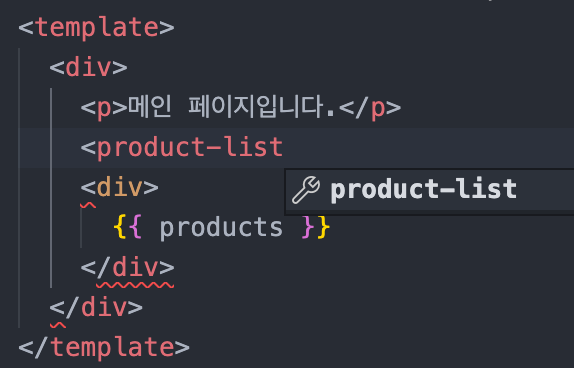 <template>
<div>
<p>메인 페이지입니다.</p>
<product-list
product-list
<div>
{{ products }}
</div>
</div>
</template>